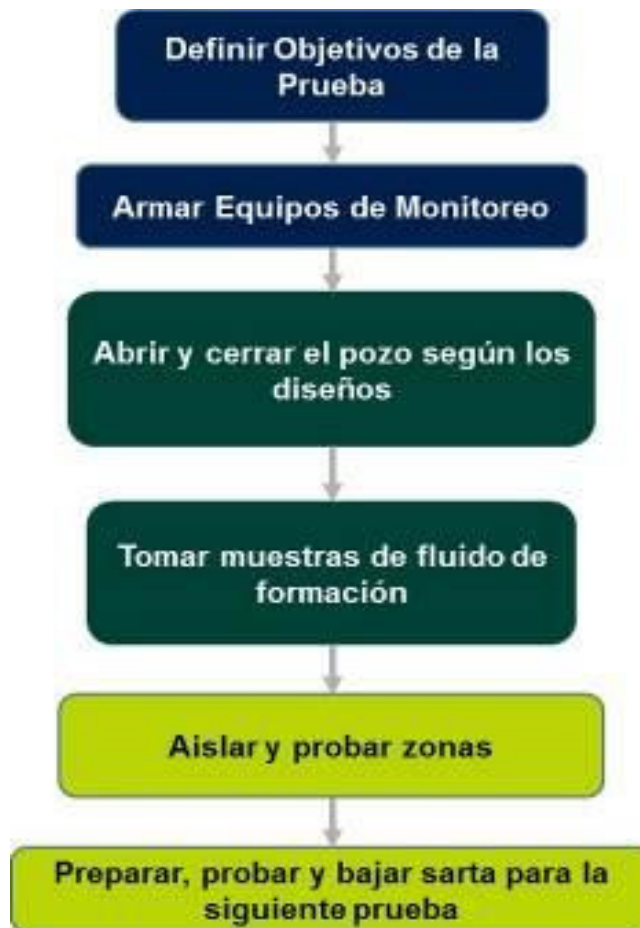 Definir Objetivos de la
Prueba
Armar Equipos de Monitoreo
Abrir y cerrar el pozo según los
diseños
Tomar muestras de fluido de
formación
Aislar y probar zonas
Preparar, probar y bajar sarta para la
siguiente prueba